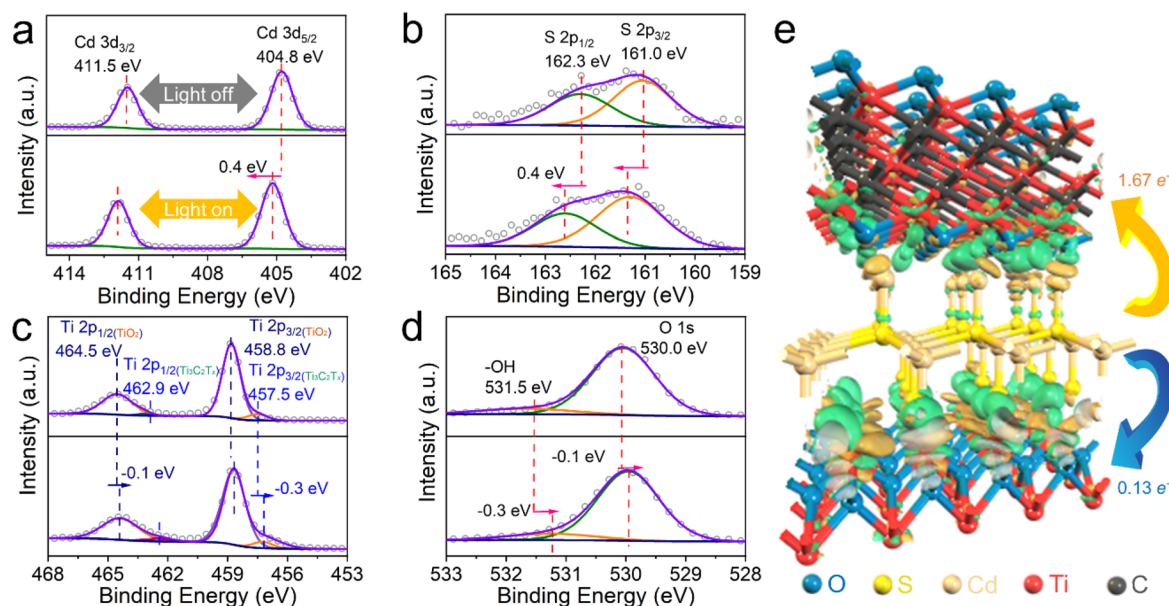 a
Cd 3d3/2
411.5 eV
Cd 3d5/2
404.8 eV
Light off
0.4 eV
Light on
Intensity (a.u.)
Intensity (a.u.)
414 411 408 405 402
Binding Energy (eV)
b
S 2p1/2
162.3 eV
S 2p3/2
161.0 eV
0.4 eV
Intensity (a.u.)
Intensity (a.u.)
165 164 163 162 161 160 159
Binding Energy (eV)
c
Ti 2p1/2(TiO₂)
464.5 eV
Ti 2p1/2(Ti₃C₂Tₓ)
462.9 eV
Ti 2p3/2(TiO₂)
458.8 eV
Ti 2p3/2(Ti₃C₂Tₓ)
457.5 eV
-0.1 eV
-0.3 eV
Intensity (a.u.)
Intensity (a.u.)
468 465 462 459 456 453
Binding Energy (eV)
d
O 1s
530.0 eV
-OH
531.5 eV
-0.1 eV
-0.3 eV
Intensity (a.u.)
Intensity (a.u.)
533 531 530 529 528
Binding Energy (eV)
e
1.67 e⁻
0.13 e⁻
O S Cd Ti C